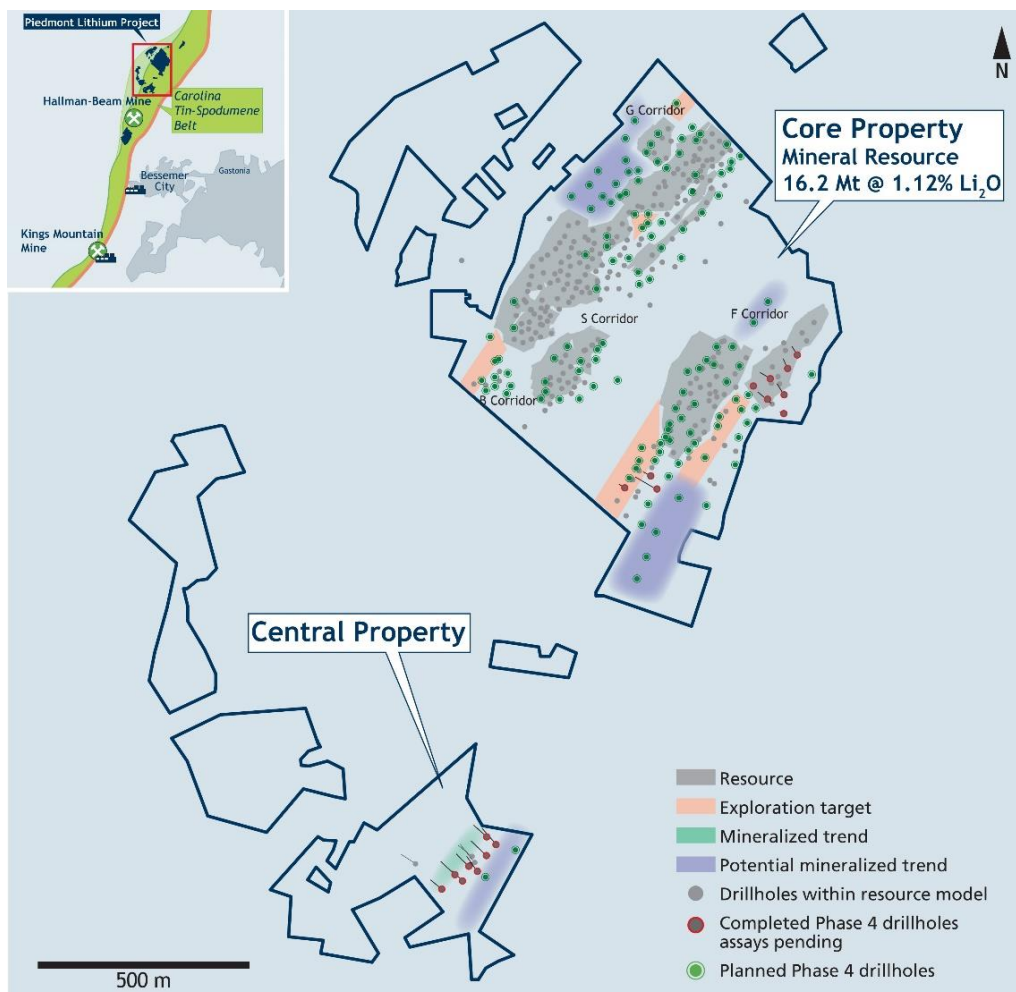 Piedmont Lithium Project
Hallman-Beam Mine
Carolina
Tin-Spodumene
Belt
Bessemer
City
Gastonia
Kings Mountain
Mine
N
G Corridor
Core Property
Mineral Resource
16.2 Mt @ 1.12% Li₂O
S Corridor
F Corridor
B Corridor
Central Property
Resource
Exploration target
Mineralized trend
Potential mineralized trend
Drillholes within resource model
Completed Phase 4 drillholes
assays pending
Planned Phase 4 drillholes
500 m